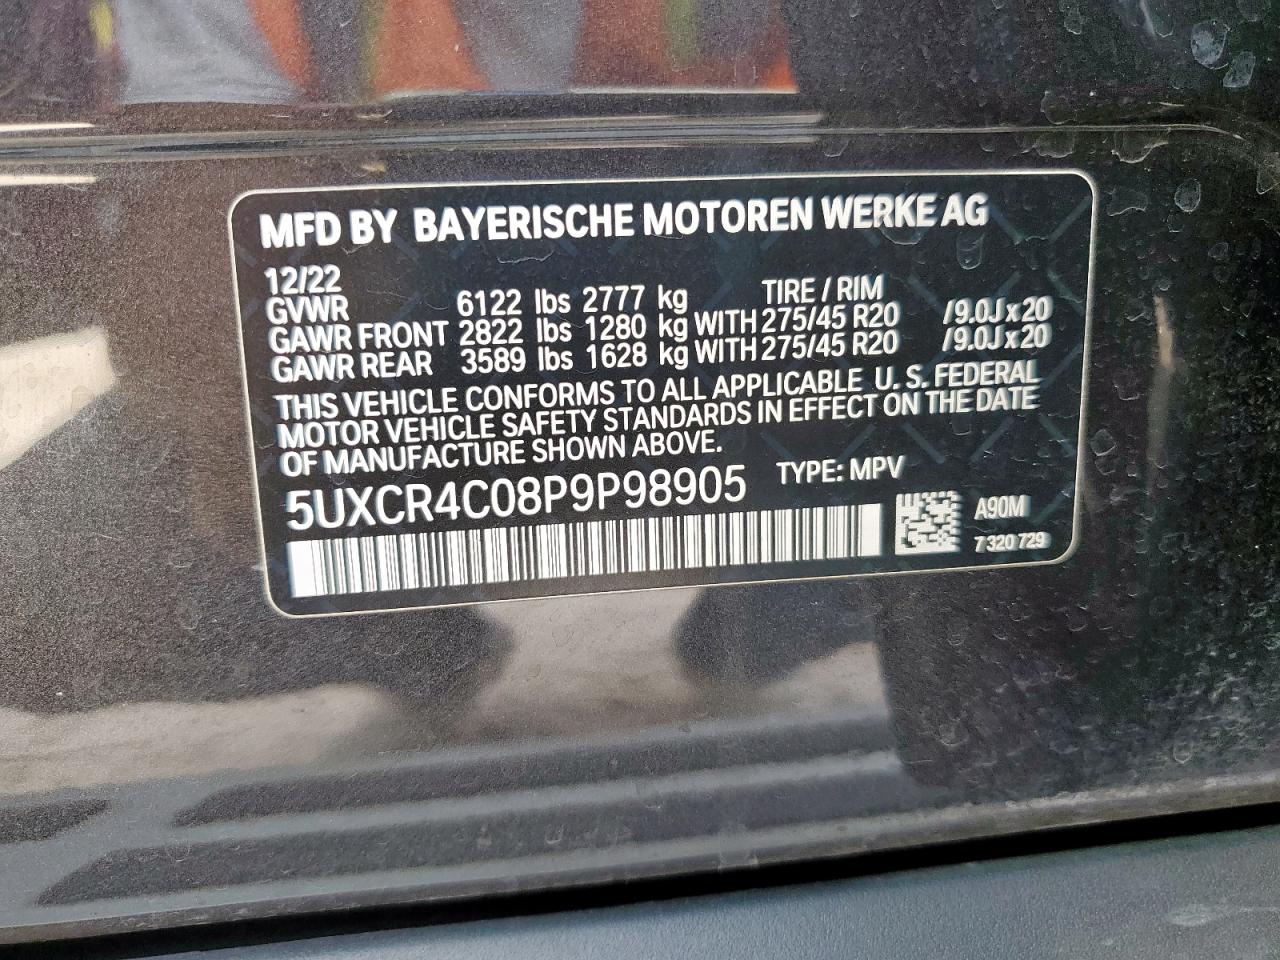 MFD BY BAYERISCHE MOTOREN WERKE AG
12/22 TIRE / RIM
GVWR 6122 lbs 2777 kg
GAWR FRONT 2822 lbs 1280 kg WITH 275/45 R20 /9.0J x 20
GAWR REAR 3589 lbs 1628 kg WITH 275/45 R20 /9.0J x 20
THIS VEHICLE CONFORMS TO ALL APPLICABLE U. S. FEDERAL
MOTOR VEHICLE SAFETY STANDARDS IN EFFECT ON THE DATE
OF MANUFACTURE SHOWN ABOVE.
5UXCR4C08P9P98905 TYPE: MPV
A90M
7 320 729